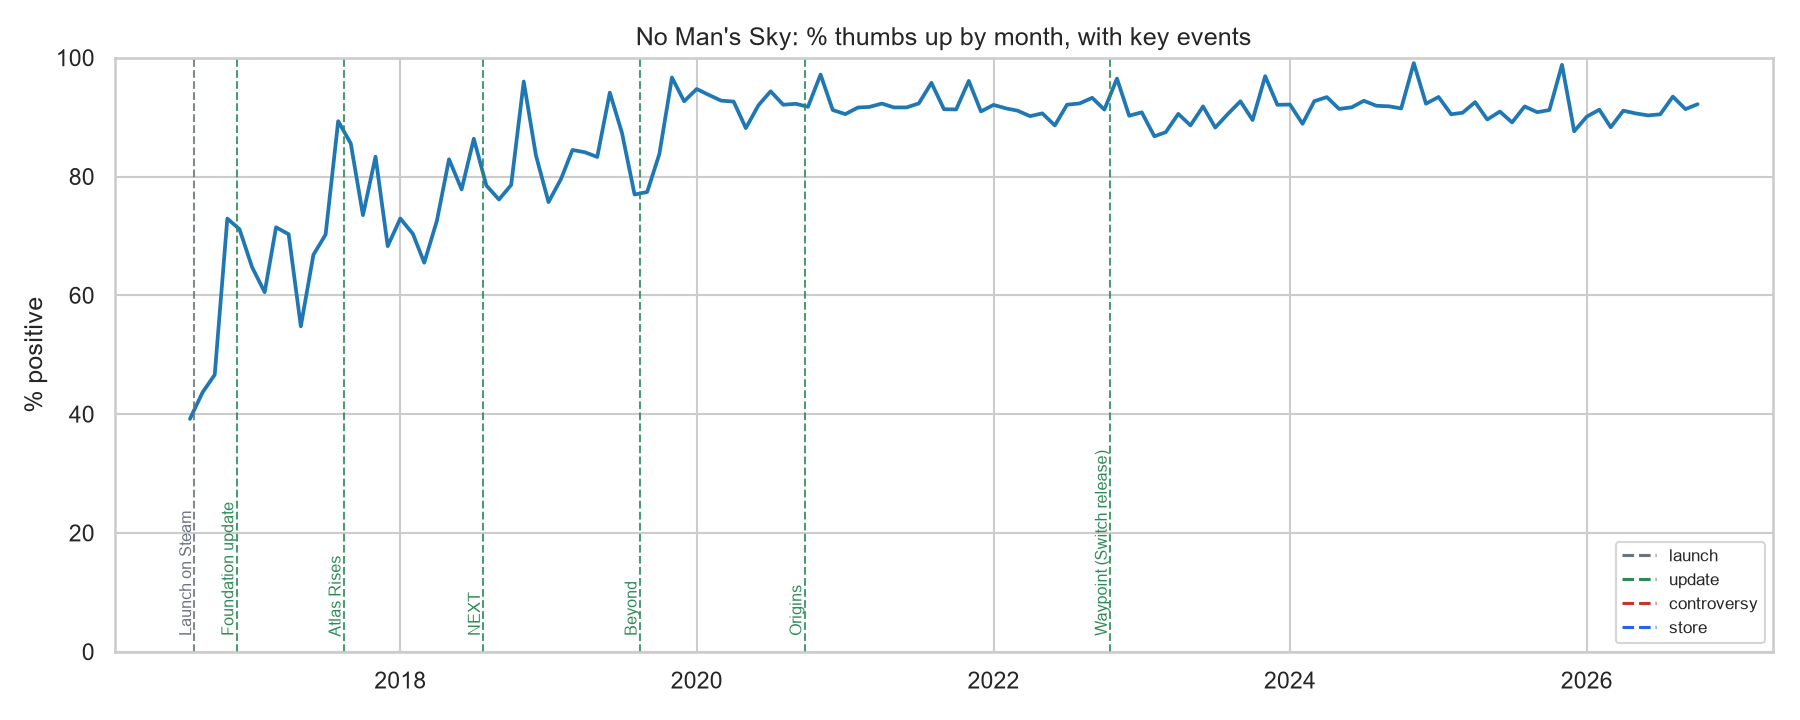 No Man's Sky: % thumbs up by month, with key events
% positive
100
80
60
40
20
0
Launch on Steam
Foundation update
Atlas Rises
NEXT
Beyond
Origins
Waypoint (Switch release)
launch
update
controversy
store
2018
2020
2022
2024
2026